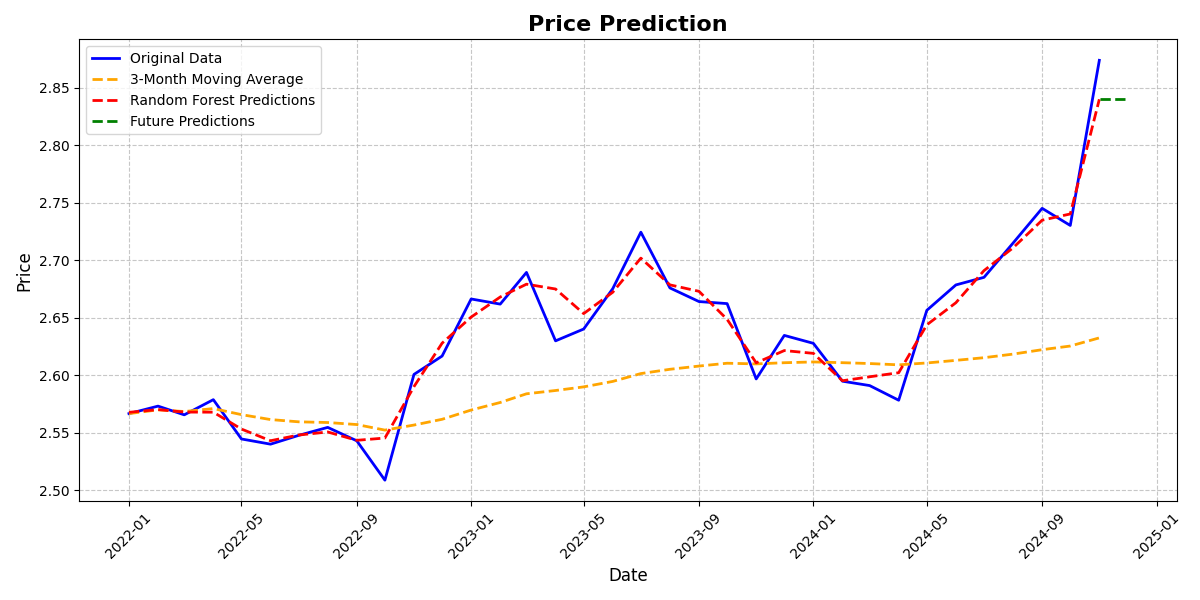 Price Prediction
Original Data
3-Month Moving Average
Random Forest Predictions
Future Predictions
Price
2.85
2.80
2.75
2.70
2.65
2.60
2.55
2.50
2022-01
2022-05
2022-09
2023-01
2023-05
2023-09
2024-01
2024-05
2024-09
2025-01
Date